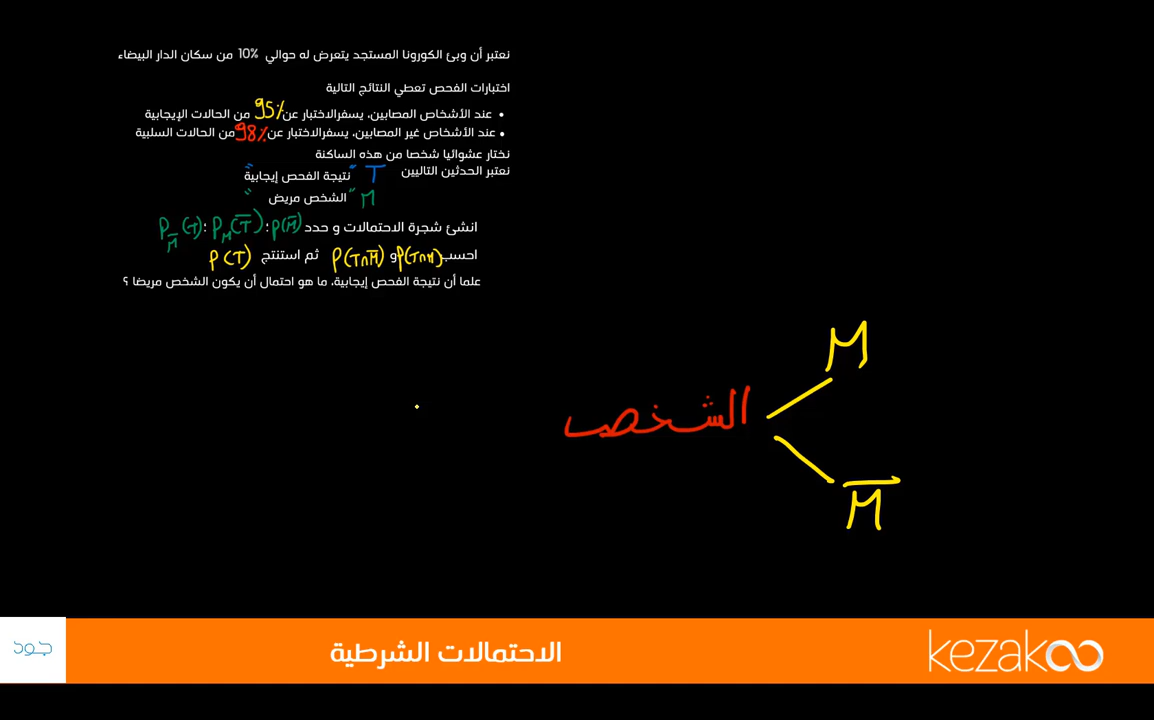 نعتبر أن وبئ الكورونا المستجد يتعرض له حوالي 10% من سكان الدار البيضاء
اختبارات الفحص تعطي النتائج التالية
• عند الأشخاص المصابين، يسفرالاختبار عن 95% من الحالات الإيجابية
• عند الأشخاص غير المصابين، يسفرالاختبار عن 98% من الحالات السلبية
نختار عشوائيا شخصا من هذه الساكنة
نعتبر الحدثين التاليين
T "نتيجة الفحص إيجابية"
M "الشخص مريض"
انشئ شجرة الاحتمالات و حدد P(M̅) ؛ P_M(T̅) ؛ P_M̅(T)
احسب P(T∩M) و P(T∩M̅) ثم استنتج P(T)
علما أن نتيجة الفحص إيجابية، ما هو احتمال أن يكون الشخص مريضا ؟
M
الشخص
M̅
جود
الاحتمالات الشرطية
kezakoo